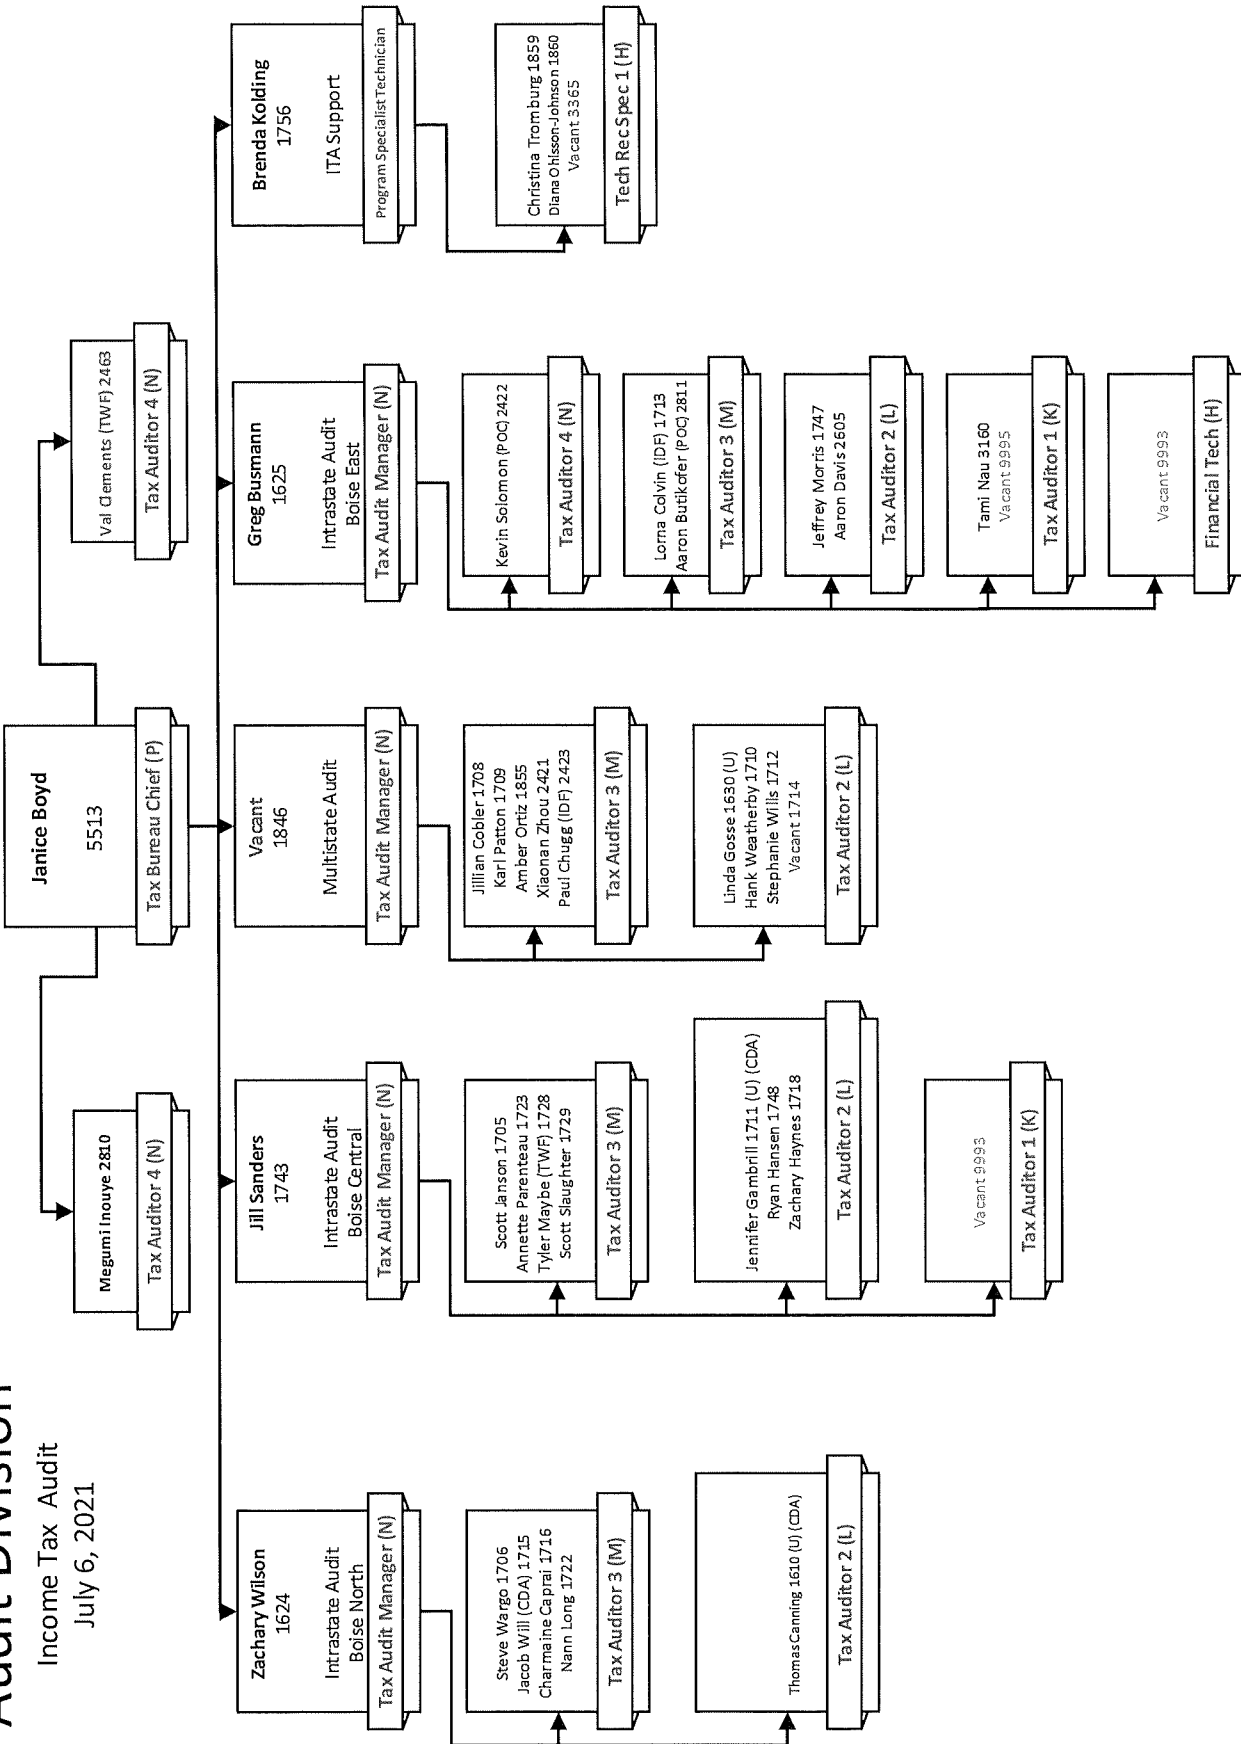 Audit Division
Income Tax Audit
July 6, 2021
Janice Boyd
5513
Tax Bureau Chief (P)
Megumi Inouye 2810
Tax Auditor 4 (N)
Val Clements (TWF) 2463
Tax Auditor 4 (N)
Zachary Wilson
1624
Intrastate Audit
Boise North
Tax Audit Manager (N)
Steve Wargo 1706
Jacob Will (CDA) 1715
Charmaine Caprai 1716
Nann Long 1722
Tax Auditor 3 (M)
Thomas Canning 1610 (U) (CDA)
Tax Auditor 2 (L)
Jill Sanders
1743
Intrastate Audit
Boise Central
Tax Audit Manager (N)
Scott Janson 1705
Annette Parenteau 1723
Tyler Maybe (TWF) 1728
Scott Slaughter 1729
Tax Auditor 3 (M)
Jennifer Gambrill 1711 (U) (CDA)
Ryan Hansen 1748
Zachary Haynes 1718
Tax Auditor 2 (L)
Vacant 9993
Tax Auditor 1 (K)
Vacant
1846
Multistate Audit
Tax Audit Manager (N)
Jillian Cobler 1708
Karl Patton 1709
Amber Ortiz 1855
Xiaonan Zhou 2421
Paul Chugg (IDF) 2423
Tax Auditor 3 (M)
Linda Gosse 1630 (U)
Hank Weatherby 1710
Stephanie Wills 1712
Vacant 1714
Tax Auditor 2 (L)
Greg Busmann
1625
Intrastate Audit
Boise East
Tax Audit Manager (N)
Kevin Solomon (POC) 2422
Tax Auditor 4 (N)
Lorna Colvin (IDF) 1713
Aaron Butikofer (POC) 2811
Tax Auditor 3 (M)
Jeffrey Morris 1747
Aaron Davis 2605
Tax Auditor 2 (L)
Tami Nau 3160
Vacant 9995
Tax Auditor 1 (K)
Vacant 9993
Financial Tech (H)
Brenda Kolding
1756
ITA Support
Program Specialist Technician
Christina Tromburg 1859
Diana Ohlsson-Johnson 1860
Vacant 3365
Tech Rec Spec 1 (H)